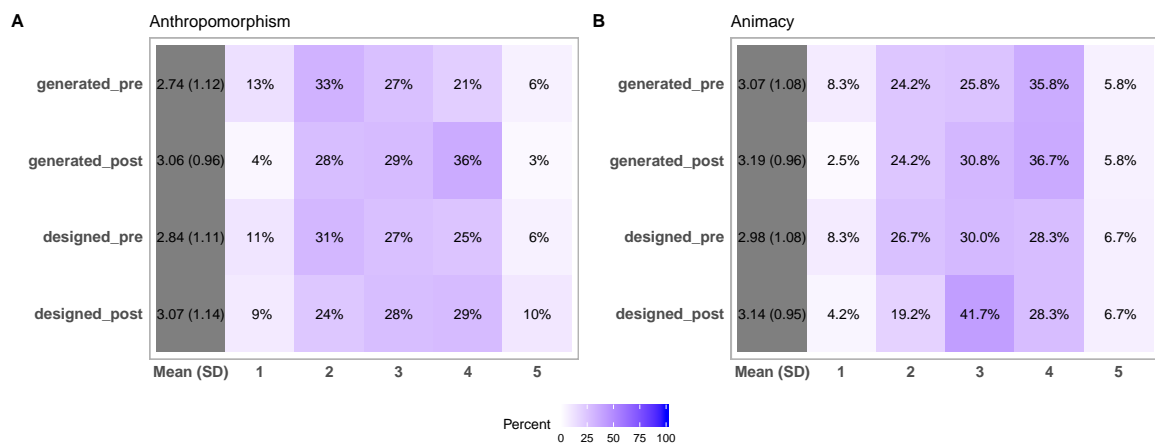 A Anthropomorphism
generated_pre 2.74 (1.12) 13% 33% 27% 21% 6%
generated_post 3.06 (0.96) 4% 28% 29% 36% 3%
designed_pre 2.84 (1.11) 11% 31% 27% 25% 6%
designed_post 3.07 (1.14) 9% 24% 28% 29% 10%
Mean (SD) 1 2 3 4 5
B Animacy
generated_pre 3.07 (1.08) 8.3% 24.2% 25.8% 35.8% 5.8%
generated_post 3.19 (0.96) 2.5% 24.2% 30.8% 36.7% 5.8%
designed_pre 2.98 (1.08) 8.3% 26.7% 30.0% 28.3% 6.7%
designed_post 3.14 (0.95) 4.2% 19.2% 41.7% 28.3% 6.7%
Mean (SD) 1 2 3 4 5
Percent
0 25 50 75 100